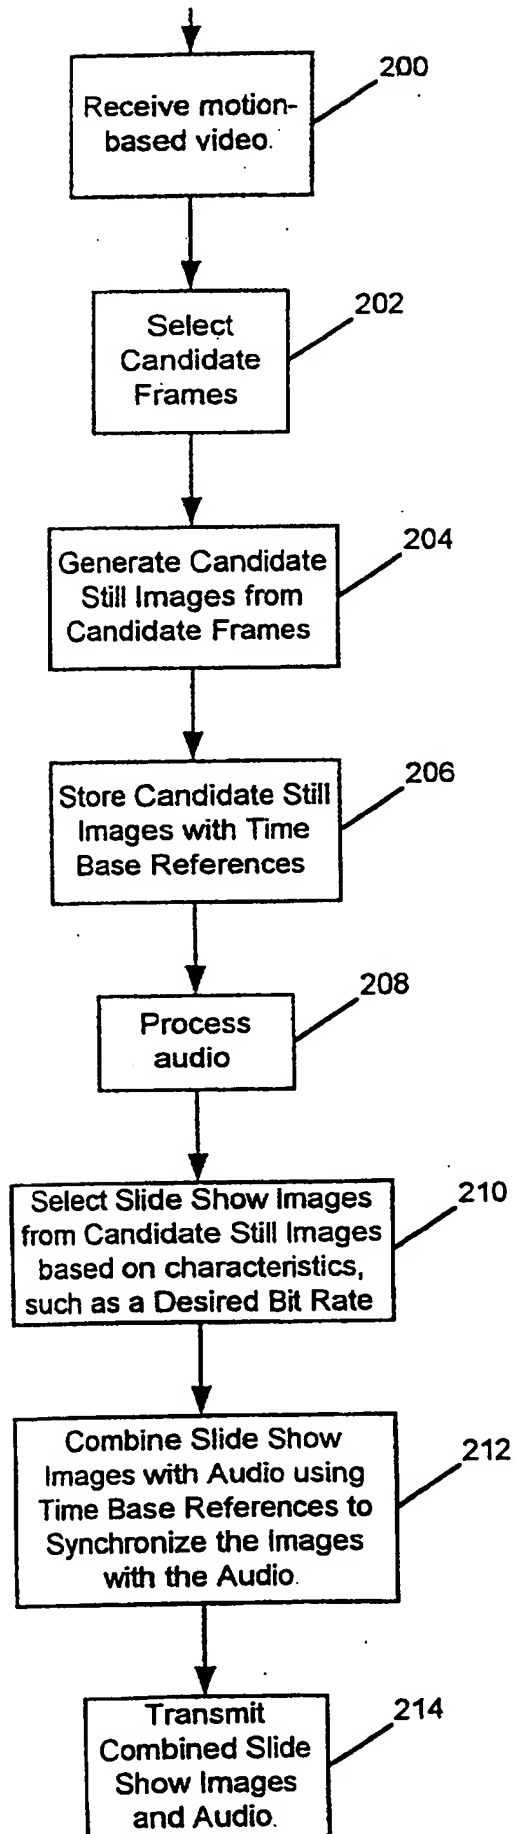 200
Receive motion-
based video.
202
Select
Candidate
Frames
204
Generate Candidate
Still Images from
Candidate Frames
206
Store Candidate Still
Images with Time
Base References
208
Process
audio
210
Select Slide Show Images
from Candidate Still Images
based on characteristics,
such as a Desired Bit Rate
212
Combine Slide Show
Images with Audio using
Time Base References to
Synchronize the Images
with the Audio.
214
Transmit
Combined Slide
Show Images
and Audio.